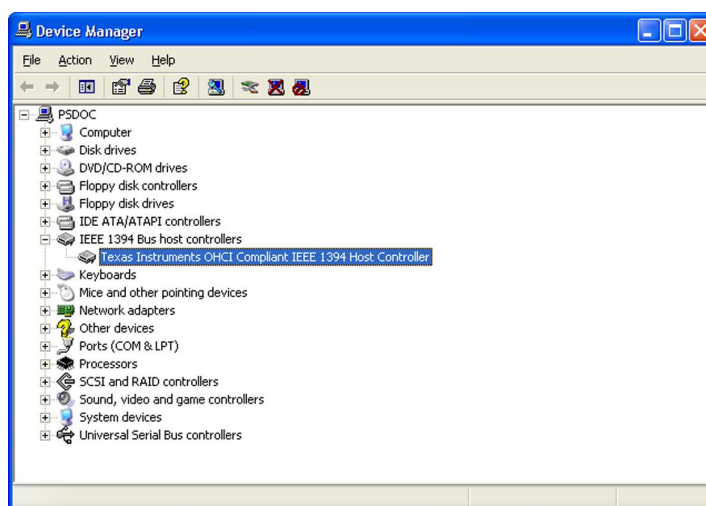 Device Manager
File Action View Help
PSDOC
Computer
Disk drives
DVD/CD-ROM drives
Floppy disk controllers
Floppy disk drives
IDE ATA/ATAPI controllers
IEEE 1394 Bus host controllers
Texas Instruments OHCI Compliant IEEE 1394 Host Controller
Keyboards
Mice and other pointing devices
Network adapters
Other devices
Ports (COM & LPT)
Processors
SCSI and RAID controllers
Sound, video and game controllers
System devices
Universal Serial Bus controllers